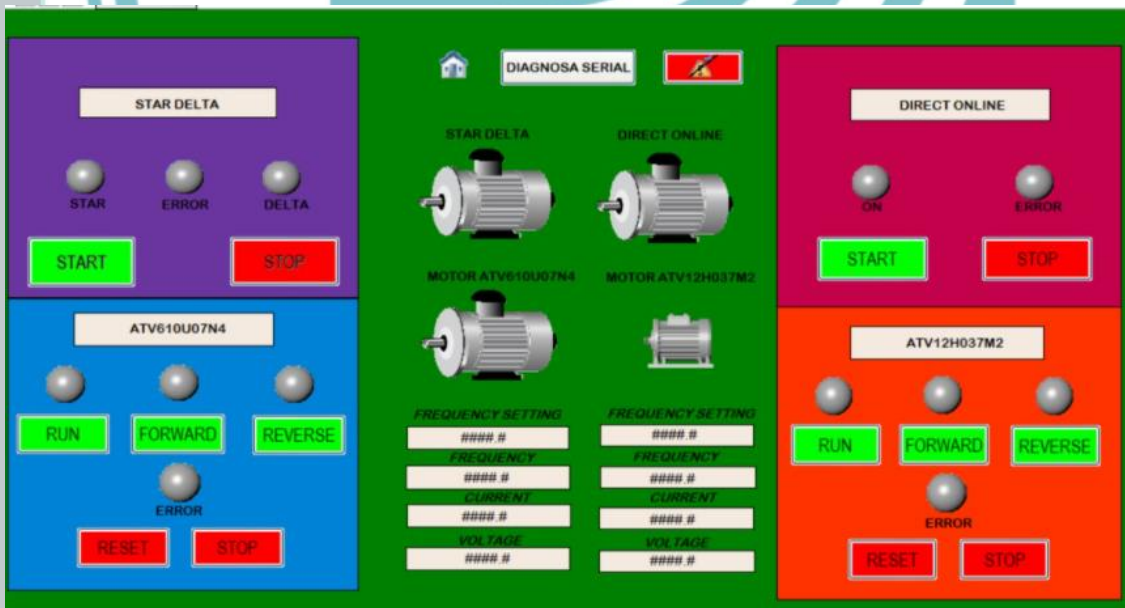 STAR DELTA
STAR
ERROR
DELTA
START
STOP
ATV610U07N4
RUN
FORWARD
REVERSE
ERROR
RESET
STOP
DIAGNOSA SERIAL
STAR DELTA
DIRECT ONLINE
MOTOR ATV610U07N4
MOTOR ATV12H037M2
FREQUENCY SETTING
####.#
FREQUENCY
####.#
CURRENT
####.#
VOLTAGE
####.#
FREQUENCY SETTING
####.#
FREQUENCY
####.#
CURRENT
####.#
VOLTAGE
####.#
DIRECT ONLINE
ON
ERROR
START
STOP
ATV12H037M2
RUN
FORWARD
REVERSE
ERROR
RESET
STOP